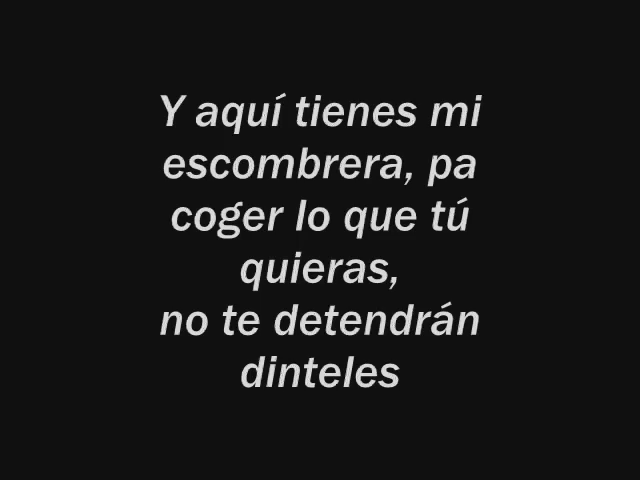 Y aquí tienes mi
escombrera, pa
coger lo que tú
quieras,
no te detendrán
dinteles